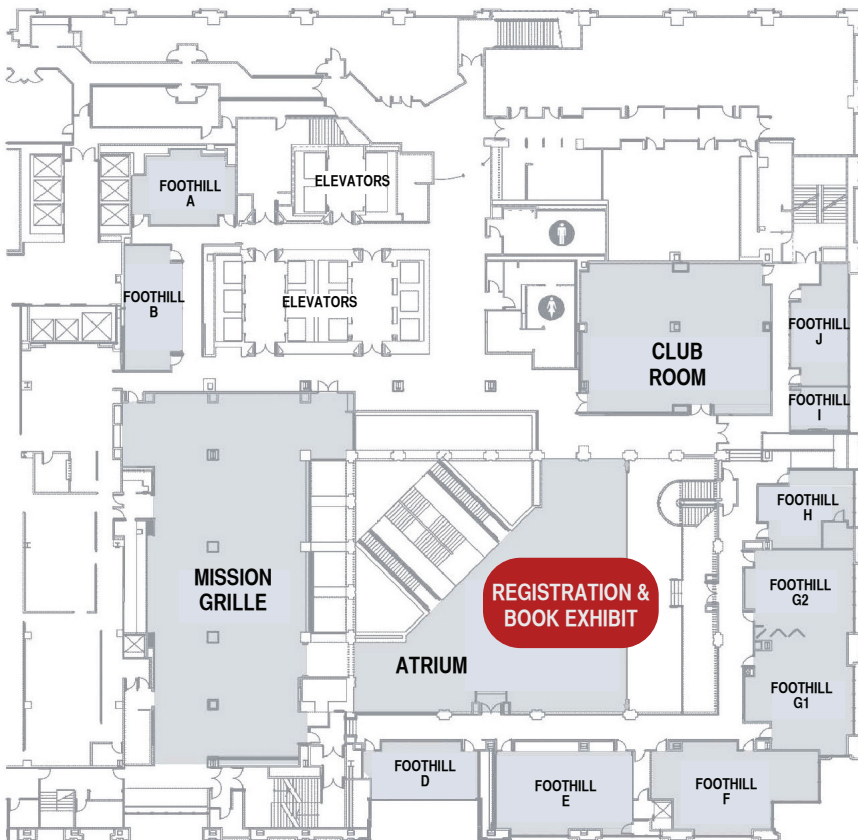 FOOTHILL
A
ELEVATORS
FOOTHILL
B
ELEVATORS
CLUB
ROOM
FOOTHILL
J
FOOTHILL
I
FOOTHILL
H
MISSION
GRILLE
REGISTRATION &
BOOK EXHIBIT
FOOTHILL
G2
ATRIUM
FOOTHILL
G1
FOOTHILL
D
FOOTHILL
E
FOOTHILL
F